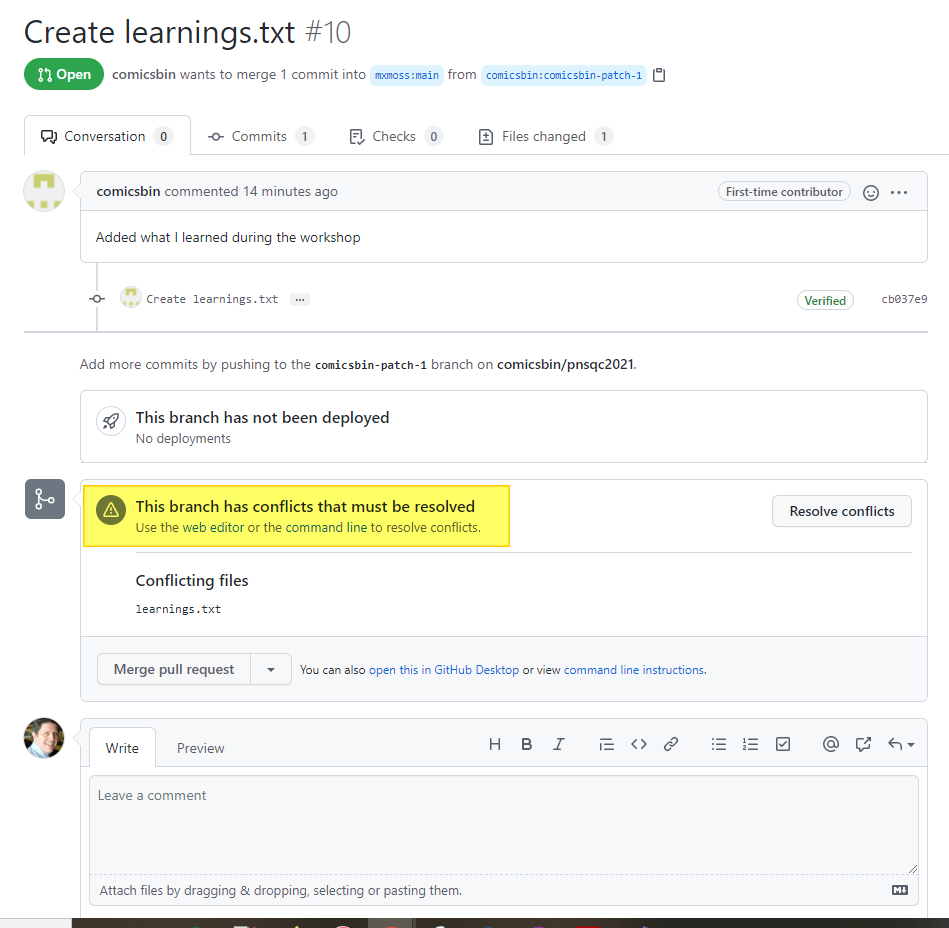 Create learnings.txt #10
Open comicsbin wants to merge 1 commit into mxmoss:main from comicsbin:comicsbin-patch-1
Conversation 0 Commits 1 Checks 0 Files changed 1
comicsbin commented 14 minutes ago First-time contributor ...
Added what I learned during the workshop
Create learnings.txt ... Verified cb037e9
Add more commits by pushing to the comicsbin-patch-1 branch on comicsbin/pnsqc2021.
This branch has not been deployed
No deployments
This branch has conflicts that must be resolved
Use the web editor or the command line to resolve conflicts.
Resolve conflicts
Conflicting files
learnings.txt
Merge pull request You can also open this in GitHub Desktop or view command line instructions.
Write Preview H B I @
Leave a comment
Attach files by dragging & dropping, selecting or pasting them. M